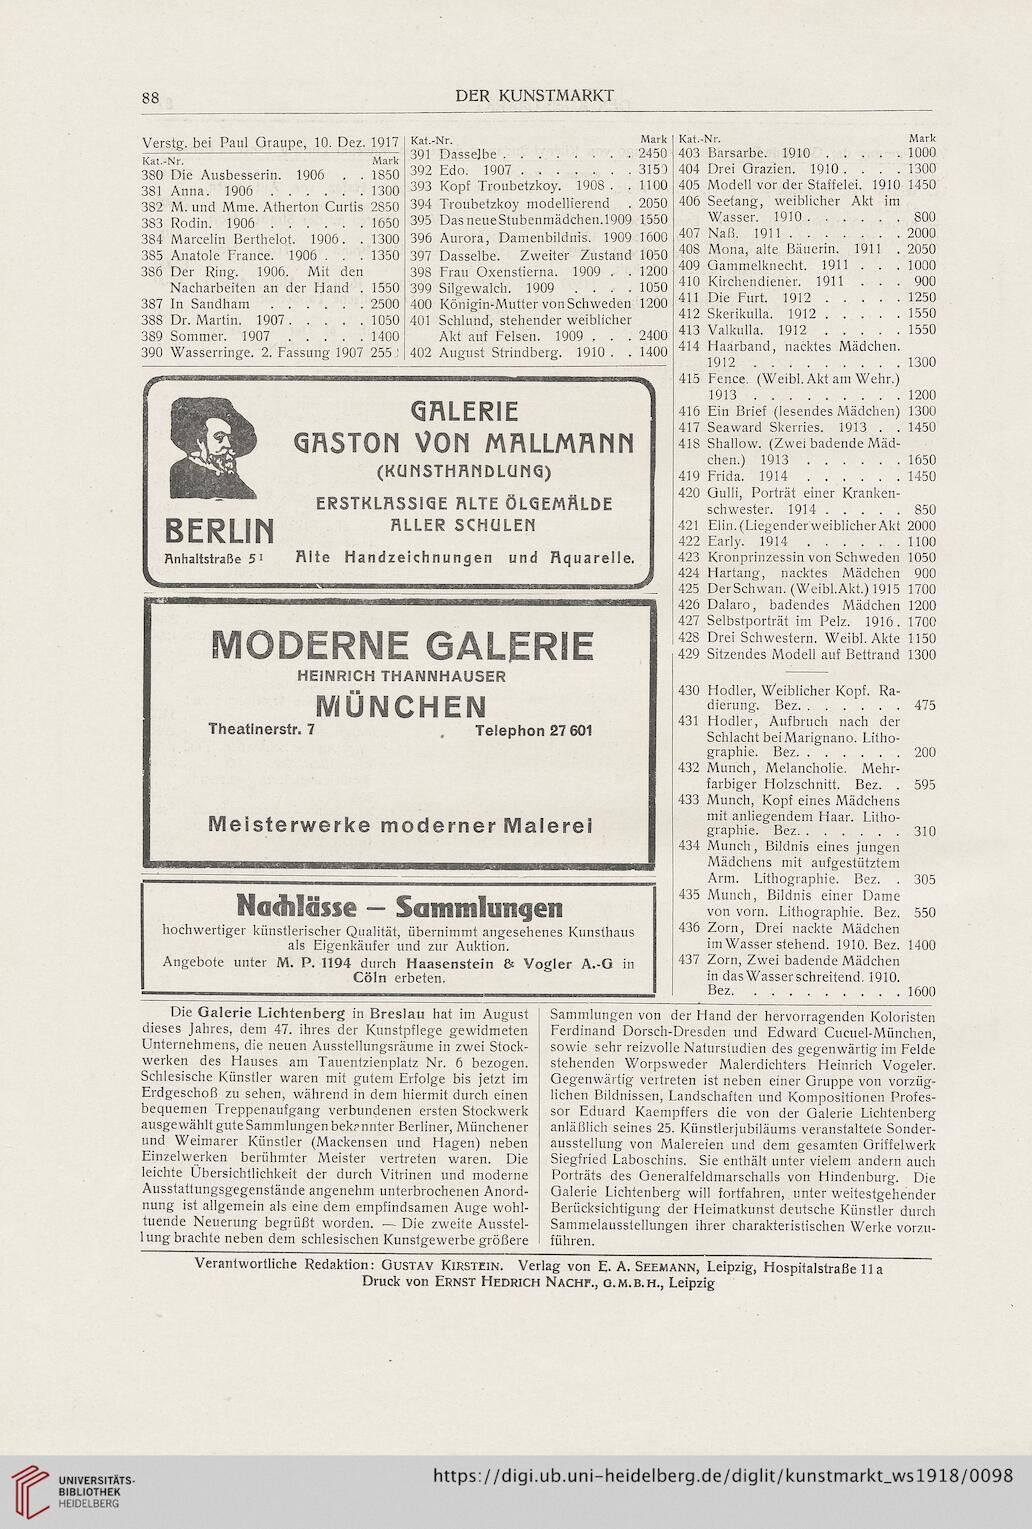 88
DER KUNSTMARKT
Verstg. bei Paul Graupe, 10. Dez. 1917
Kat.-Nr. Mark
380 Die Ausbesserin. 1906 . . 1850
381 Anna. 1906 . . . . . . 1300
382 M. und Mme. Atherton Curtis 2850
383 Rodin. 1906 . . . . . . 1650
384 Marcelin Berthelot. 1906. . 1300
385 Anatole France. 1906 . . . 1350
386 Der Ring. 1906. Mit den
Nacharbeiten an der Hand . 1550
387 In Sandham . . . . . . 2500
388 Dr. Martin. 1907 . . . . . 1050
389 Sommer. 1907 . . . . . 1400
390 Wasserringe. 2. Fassung 1907 255
Kat.-Nr. Mark
391 Dasselbe . . . . . . . . 2450
392 Edo. 1907 . . . . . . . 3150
393 Kopf Troubetzkoy. 1908 . . 1100
394 Troubetzkoy modellierend . 2050
395 Das neue Stubenmädchen. 1909 1550
396 Aurora, Damenbildnis. 1909 1600
397 Dasselbe. Zweiter Zustand 1050
398 Frau Oxenstierna. 1909 . . 1200
399 Silgewalch. 1909 . . . . 1050
400 Königin-Mutter von Schweden 1200
401 Schlund, stehender weiblicher
Akt auf Felsen. 1909 . . . 2400
402 August Strindberg. 1910 . . 1400
Kat.-Nr. Mark
403 Barsarbe. 1910 . . . . . 1000
404 Drei Grazien. 1910 . . . . 1300
405 Modell vor der Staffelei. 1910 1450
406 Seetang, weiblicher Akt im
Wasser. 1910 . . . . . . 800
407 Naß. 1911 . . . . . . . 2000
408 Mona, alte Bäuerin. 1911 . 2050
409 Gammelknecht. 1911 . . . 1000
410 Kirchendiener. 1911 . . . 900
411 Die Furt. 1912 . . . . . 1250
412 Skerikulla. 1912 . . . . . 1550
413 Valkulla. 1912 . . . . . 1550
414 Haarband, nacktes Mädchen.
1912 . . . . . . . . . 1300
415 Fence. (Weibl. Akt am Wehr.)
1913 . . . . . . . . . 1200
416 Ein Brief (lesendes Mädchen) 1300
417 Seaward Skerries. 1913 . . 1450
418 Shallow. (Zwei badende Mäd-
chen.) 1913 . . . . . . 1650
419 Frida. 1914 . . . . . . 1450
420 Gulli, Porträt einer Kranken-
schwester. 1914 . . . . . 850
421 Elin. (Liegender weiblicher Akt 2000
422 Early. 1914 . . . . . . 1100
423 Kronprinzessin von Schweden 1050
424 Hartang, nacktes Mädchen 900
425 Der Schwan. (Weibl. Akt.) 1915 1700
426 Dalaro, badendes Mädchen 1200
427 Selbstporträt im Pelz. 1916 . 1700
428 Drei Schwestern. Weibl. Akte 1150
429 Sitzendes Modell auf Bettrand 1300
430 Hodler, Weiblicher Kopf. Ra-
dierung. Bez. . . . . . . 475
431 Hodler, Aufbruch nach der
Schlacht bei Marignano. Litho-
graphie. Bez. . . . . . . 200
432 Munch, Melancholie. Mehr-
farbiger Holzschnitt. Bez. . 595
433 Munch, Kopf eines Mädchens
mit anliegendem Haar. Litho-
graphie. Bez. . . . . . . 310
434 Munch, Bildnis eines jungen
Mädchens mit aufgestütztem
Arm. Lithographie. Bez. . 305
435 Munch, Bildnis einer Dame
von vorn. Lithographie. Bez. 550
436 Zorn, Drei nackte Mädchen
im Wasser stehend. 1910. Bez. 1400
437 Zorn, Zwei badende Mädchen
in das Wasser schreitend. 1910.
Bez. . . . . . . . . . 1600
GALERIE
GASTON VON MALLMANN
(KUNSTHANDLUNG)
ERSTKLASSIGE ALTE ÖLGEMÄLDE
ALLER SCHULEN
BERLIN
Anhaltstraße 5 I
Alte Handzeichnungen und Aquarelle.
MODERNE GALERIE
HEINRICH THANNHAUSER
MÜNCHEN
Theatinerstr. 7 Telephon 27 601
Meisterwerke moderner Malerei
Nachlässe — Sammlungen
hochwertiger künstlerischer Qualität, übernimmt angesehenes Kunsthaus
als Eigenkäufer und zur Auktion.
Angebote unter M. P. 1194 durch Haasenstein & Vogler A.-G in
Cöln erbeten.
Die Galerie Lichtenberg in Breslau hat im August
dieses Jahres, dem 47. ihres der Kunstpflege gewidmeten
Unternehmens, die neuen Ausstellungsräume in zwei Stock-
werken des Hauses am Tauentzienplatz Nr. 6 bezogen.
Schlesische Künstler waren mit gutem Erfolge bis jetzt im
Erdgeschoß zu sehen, während in dem hiermit durch einen
bequemen Treppenaufgang verbundenen ersten Stockwerk
ausgewählt gute Sammlungen bekannter Berliner, Münchener
und Weimarer Künstler (Mackensen und Hagen) neben
Einzelwerken berühmter Meister vertreten waren. Die
leichte Übersichtlichkeit der durch Vitrinen und moderne
Ausstattungsgegenstände angenehm unterbrochenen Anord-
nung ist allgemein als eine dem empfindsamen Auge wohl-
tuende Neuerung begrüßt worden. — Die zweite Ausstel-
lung brachte neben dem schlesischen Kunstgewerbe größere
Sammlungen von der Hand der hervorragenden Koloristen
Ferdinand Dorsch-Dresden und Edward Cucuel-München,
sowie sehr reizvolle Naturstudien des gegenwärtig im Felde
stehenden Worpsweder Malerdichters Heinrich Vogeler.
Gegenwärtig vertreten ist neben einer Gruppe von vorzüg-
lichen Bildnissen, Landschaften und Kompositionen Profes-
sor Eduard Kaempffers die von der Galerie Lichtenberg
anläßlich seines 25. Künstlerjubiläums veranstaltete Sonder-
ausstellung von Malereien und dem gesamten Griffelwerk
Siegfried Laboschins. Sie enthält unter vielem andern auch
Porträts des Generalfeldmarschalls von Hindenburg. Die
Galerie Lichtenberg will fortfahren, unter weitestgehender
Berücksichtigung der Heimatkunst deutsche Künstler durch
Sammelausstellungen ihrer charakteristischen Werke vorzu-
führen.
Verantwortliche Redaktion: GUSTAV KIRSTEIN. Verlag von E. A. SEEMANN, Leipzig, Hospitalstraße 11a
Druck von ERNST HEDRICH NACHF., G.M.B.H., Leipzig
UNIVERSITÄTS-
BIBLIOTHEK
HEIDELBERG
https://digi.ub.uni-heidelberg.de/diglit/kunstmarkt_ws1918/0098